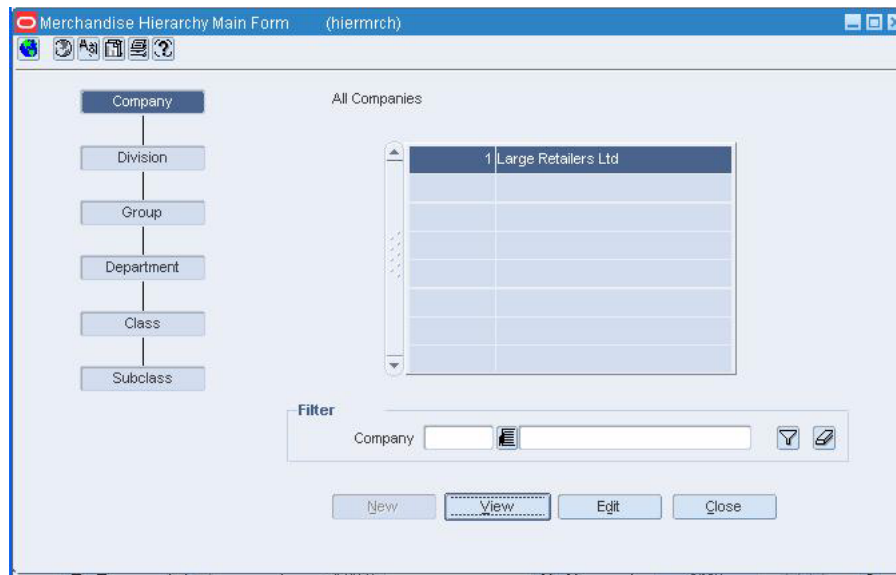 Merchandise Hierarchy Main Form (hiermrch)
Company
Division
Group
Department
Class
Subclass
All Companies
1 Large Retailers Ltd
Filter
Company
New View Edit Close